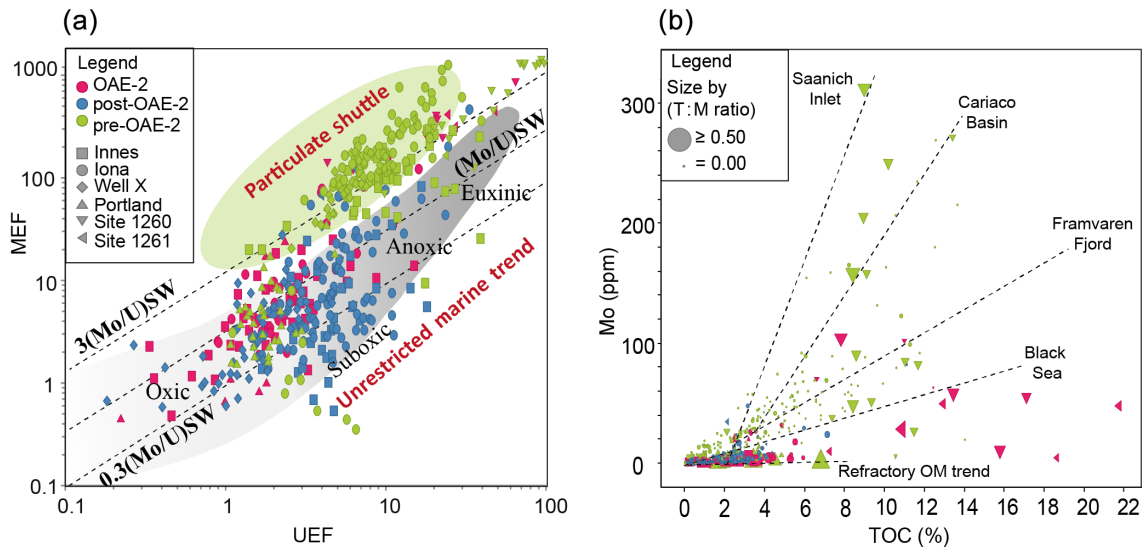 (a)
1000
100
10
1
0.1
MEF
Legend
OAE-2
post-OAE-2
pre-OAE-2
Innes
Iona
Well X
Portland
Site 1260
Site 1261
Particulate shuttle
(Mo/U)SW
Euxinic
Anoxic
3(Mo/U)SW
Suboxic
Unrestricted marine trend
Oxic
0.3(Mo/U)SW
0.1
1
10
100
UEF
(b)
300
200
100
0
Mo (ppm)
Legend
Size by
(T:M ratio)
≥ 0.50
= 0.00
Saanich
Inlet
Cariaco
Basin
Framvaren
Fjord
Black
Sea
Refractory OM trend
0 2 4 6 8 10 12 14 16 18 20 22
TOC (%)